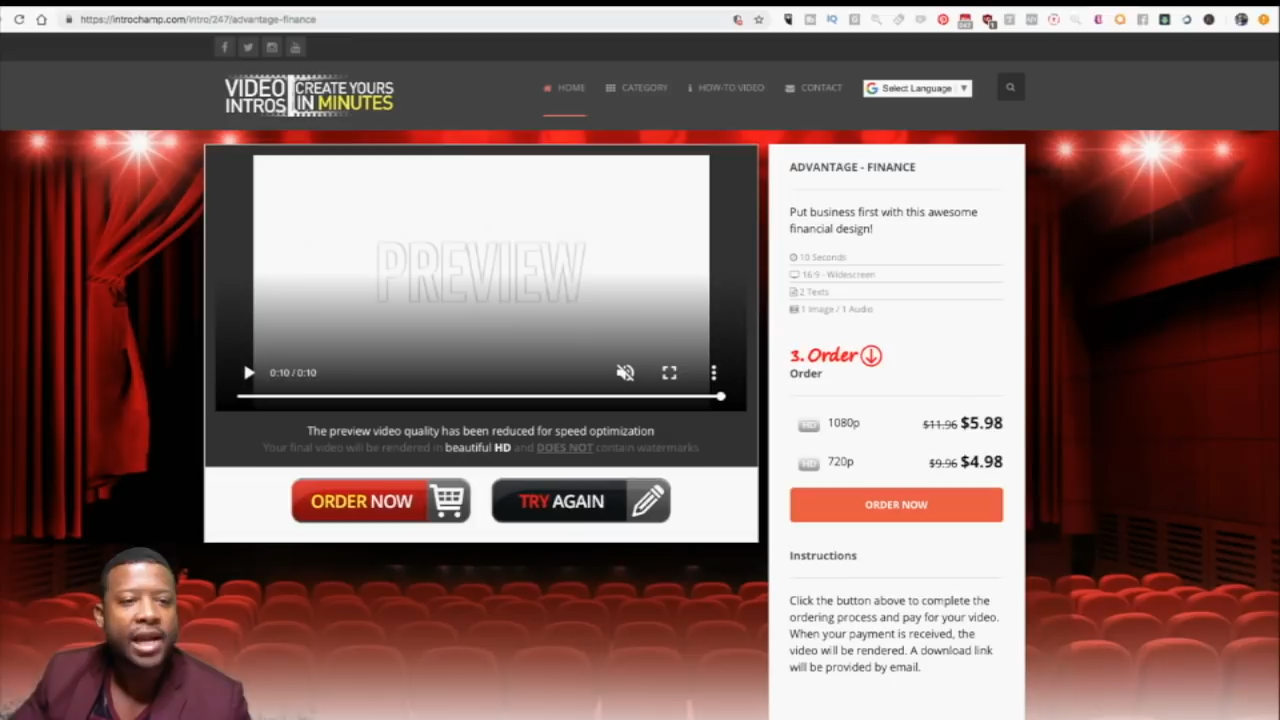 https://introchamp.com/intro/247/advantage-finance
VIDEO INTROS CREATE YOURS IN MINUTES
HOME
CATEGORY
HOW-TO VIDEO
CONTACT
Select Language
ADVANTAGE - FINANCE
Put business first with this awesome
financial design!
10 Seconds
16:9 - Widescreen
2 Texts
1 Image / 1 Audio
PREVIEW
0:10 / 0:10
3. Order
Order
1080p $11.96 $5.98
720p $9.96 $4.98
ORDER NOW
The preview video quality has been reduced for speed optimization
Your final video will be rendered in beautiful HD and DOES NOT contain watermarks
ORDER NOW
TRY AGAIN
Instructions
Click the button above to complete the
ordering process and pay for your video.
When your payment is received, the
video will be rendered. A download link
will be provided by email.